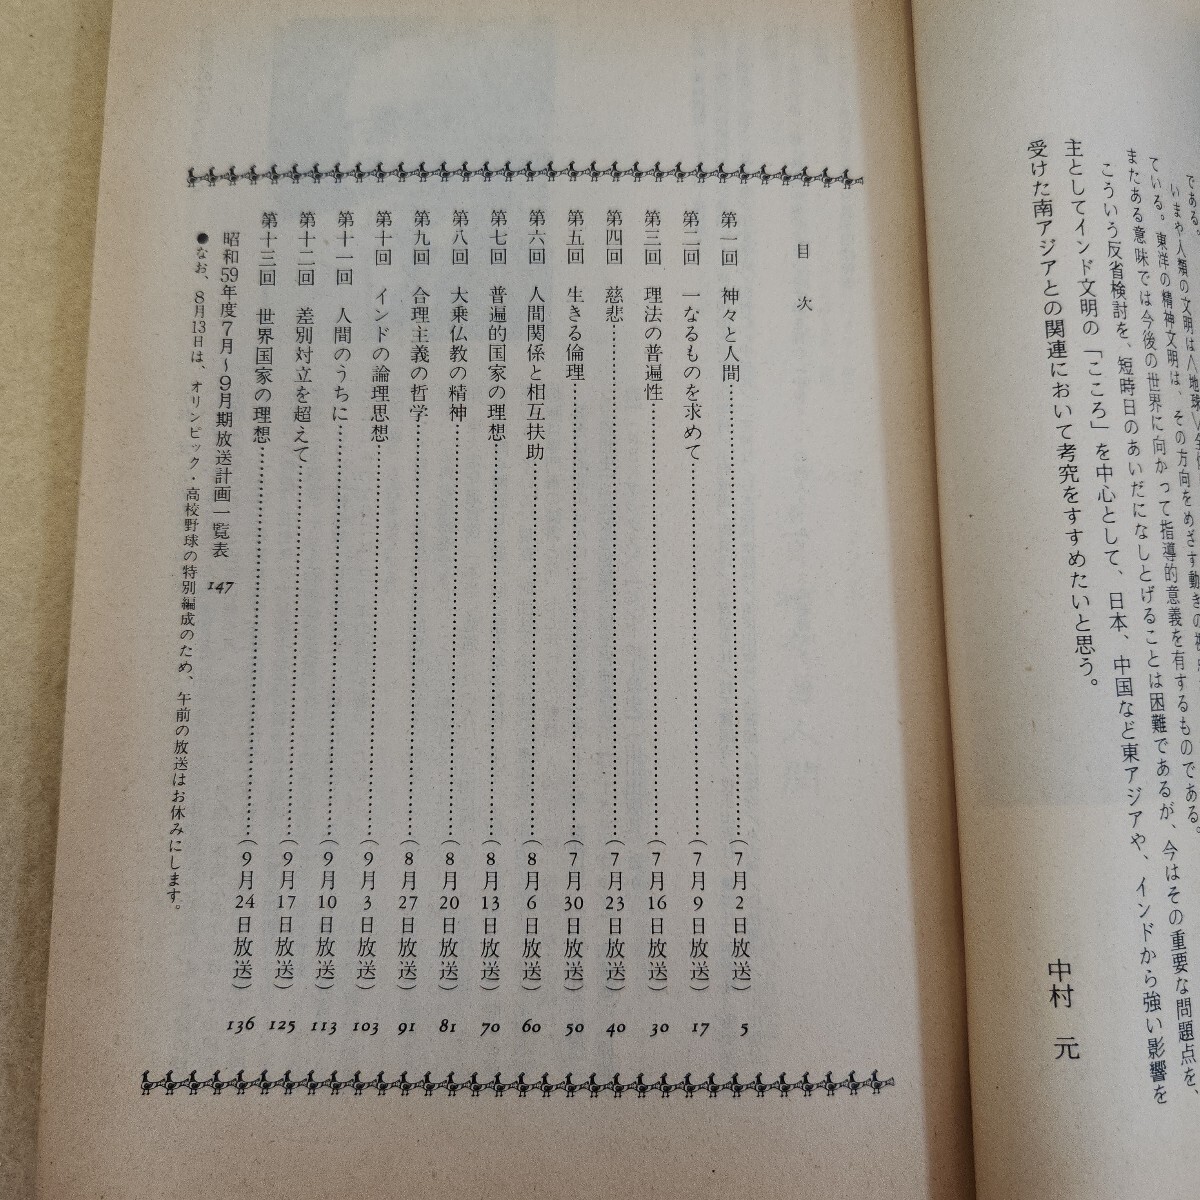 である。
いまや人類の文明は〈地球〉
ている。東洋の精神文明は、その方向をめざす動きの
またある意味では今後の世界に向かって指導的意義を有するものである。
こういう反省検討を、短時日のあいだになしとげることは困難であるが、今はその重要な問題点を、
主としてインド文明の「こころ」を中心として、日本、中国など東アジアや、インドから強い影響を
受けた南アジアとの関連において考究をすすめたいと思う。
中村 元
目 次
第一回 神々と人間……(7月2日放送) 5
第二回 一なるものを求めて……(7月9日放送) 17
第三回 理法の普遍性……(7月16日放送) 30
第四回 慈悲……(7月23日放送) 40
第五回 生きる倫理……(7月30日放送) 50
第六回 人間関係と相互扶助……(8月6日放送) 60
第七回 普遍的国家の理想……(8月13日放送) 70
第八回 大乗仏教の精神……(8月20日放送) 81
第九回 合理主義の哲学……(8月27日放送) 91
第十回 インドの論理思想……(9月3日放送) 103
第十一回 人間のうちに……(9月10日放送) 113
第十二回 差別対立を超えて……(9月17日放送) 125
第十三回 世界国家の理想……(9月24日放送) 136
昭和59年度7月〜9月期放送計画一覧表 147
●なお、8月13日は、オリンピック・高校野球の特別編成のため、午前の放送はお休みにします。